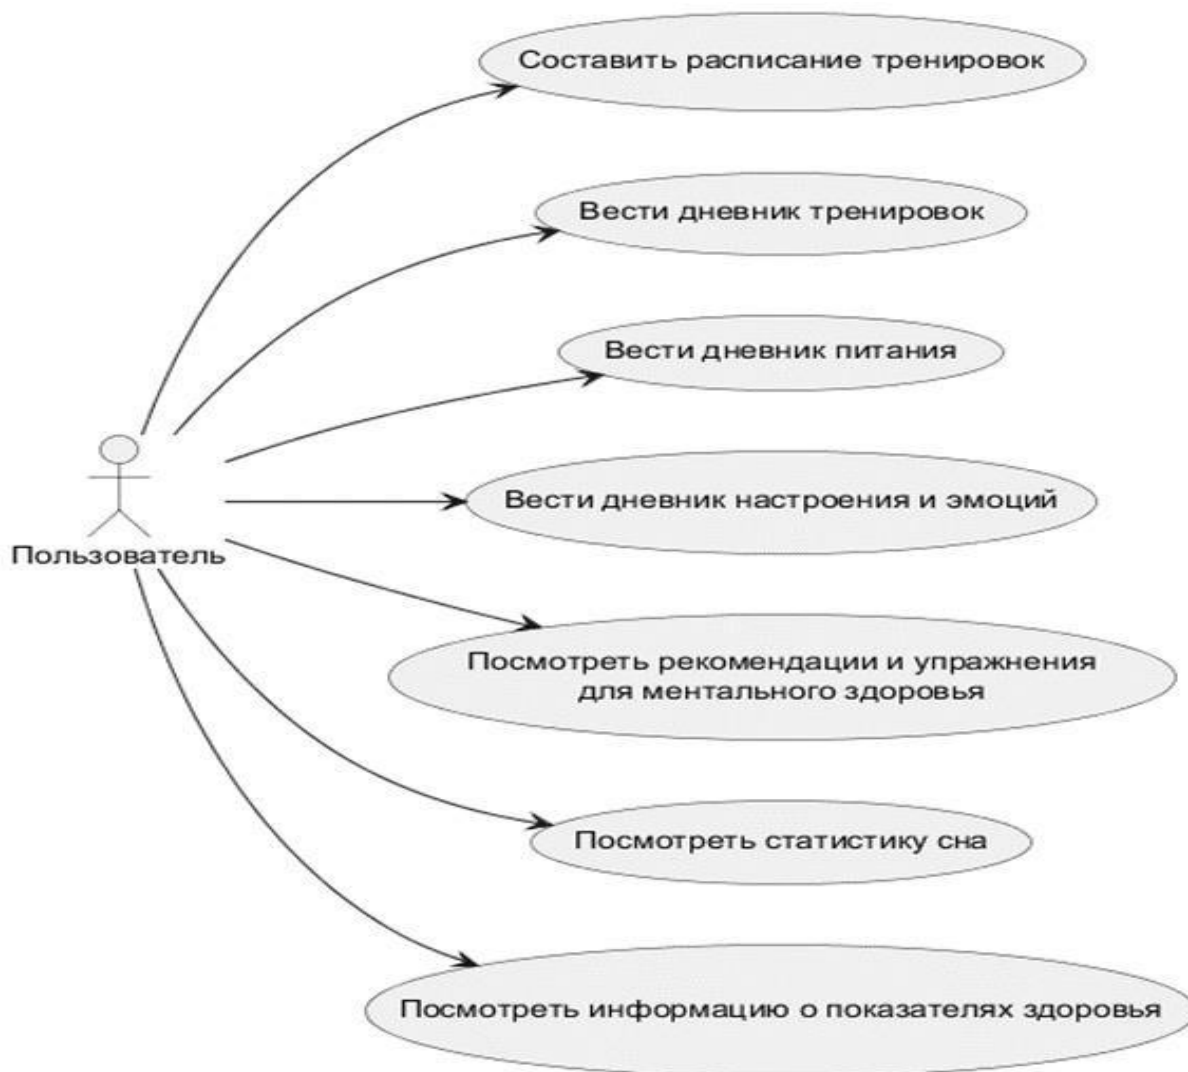 Составить расписание тренировок
Вести дневник тренировок
Вести дневник питания
Вести дневник настроения и эмоций
Пользователь
Посмотреть рекомендации и упражнения
для ментального здоровья
Посмотреть статистику сна
Посмотреть информацию о показателях здоровья